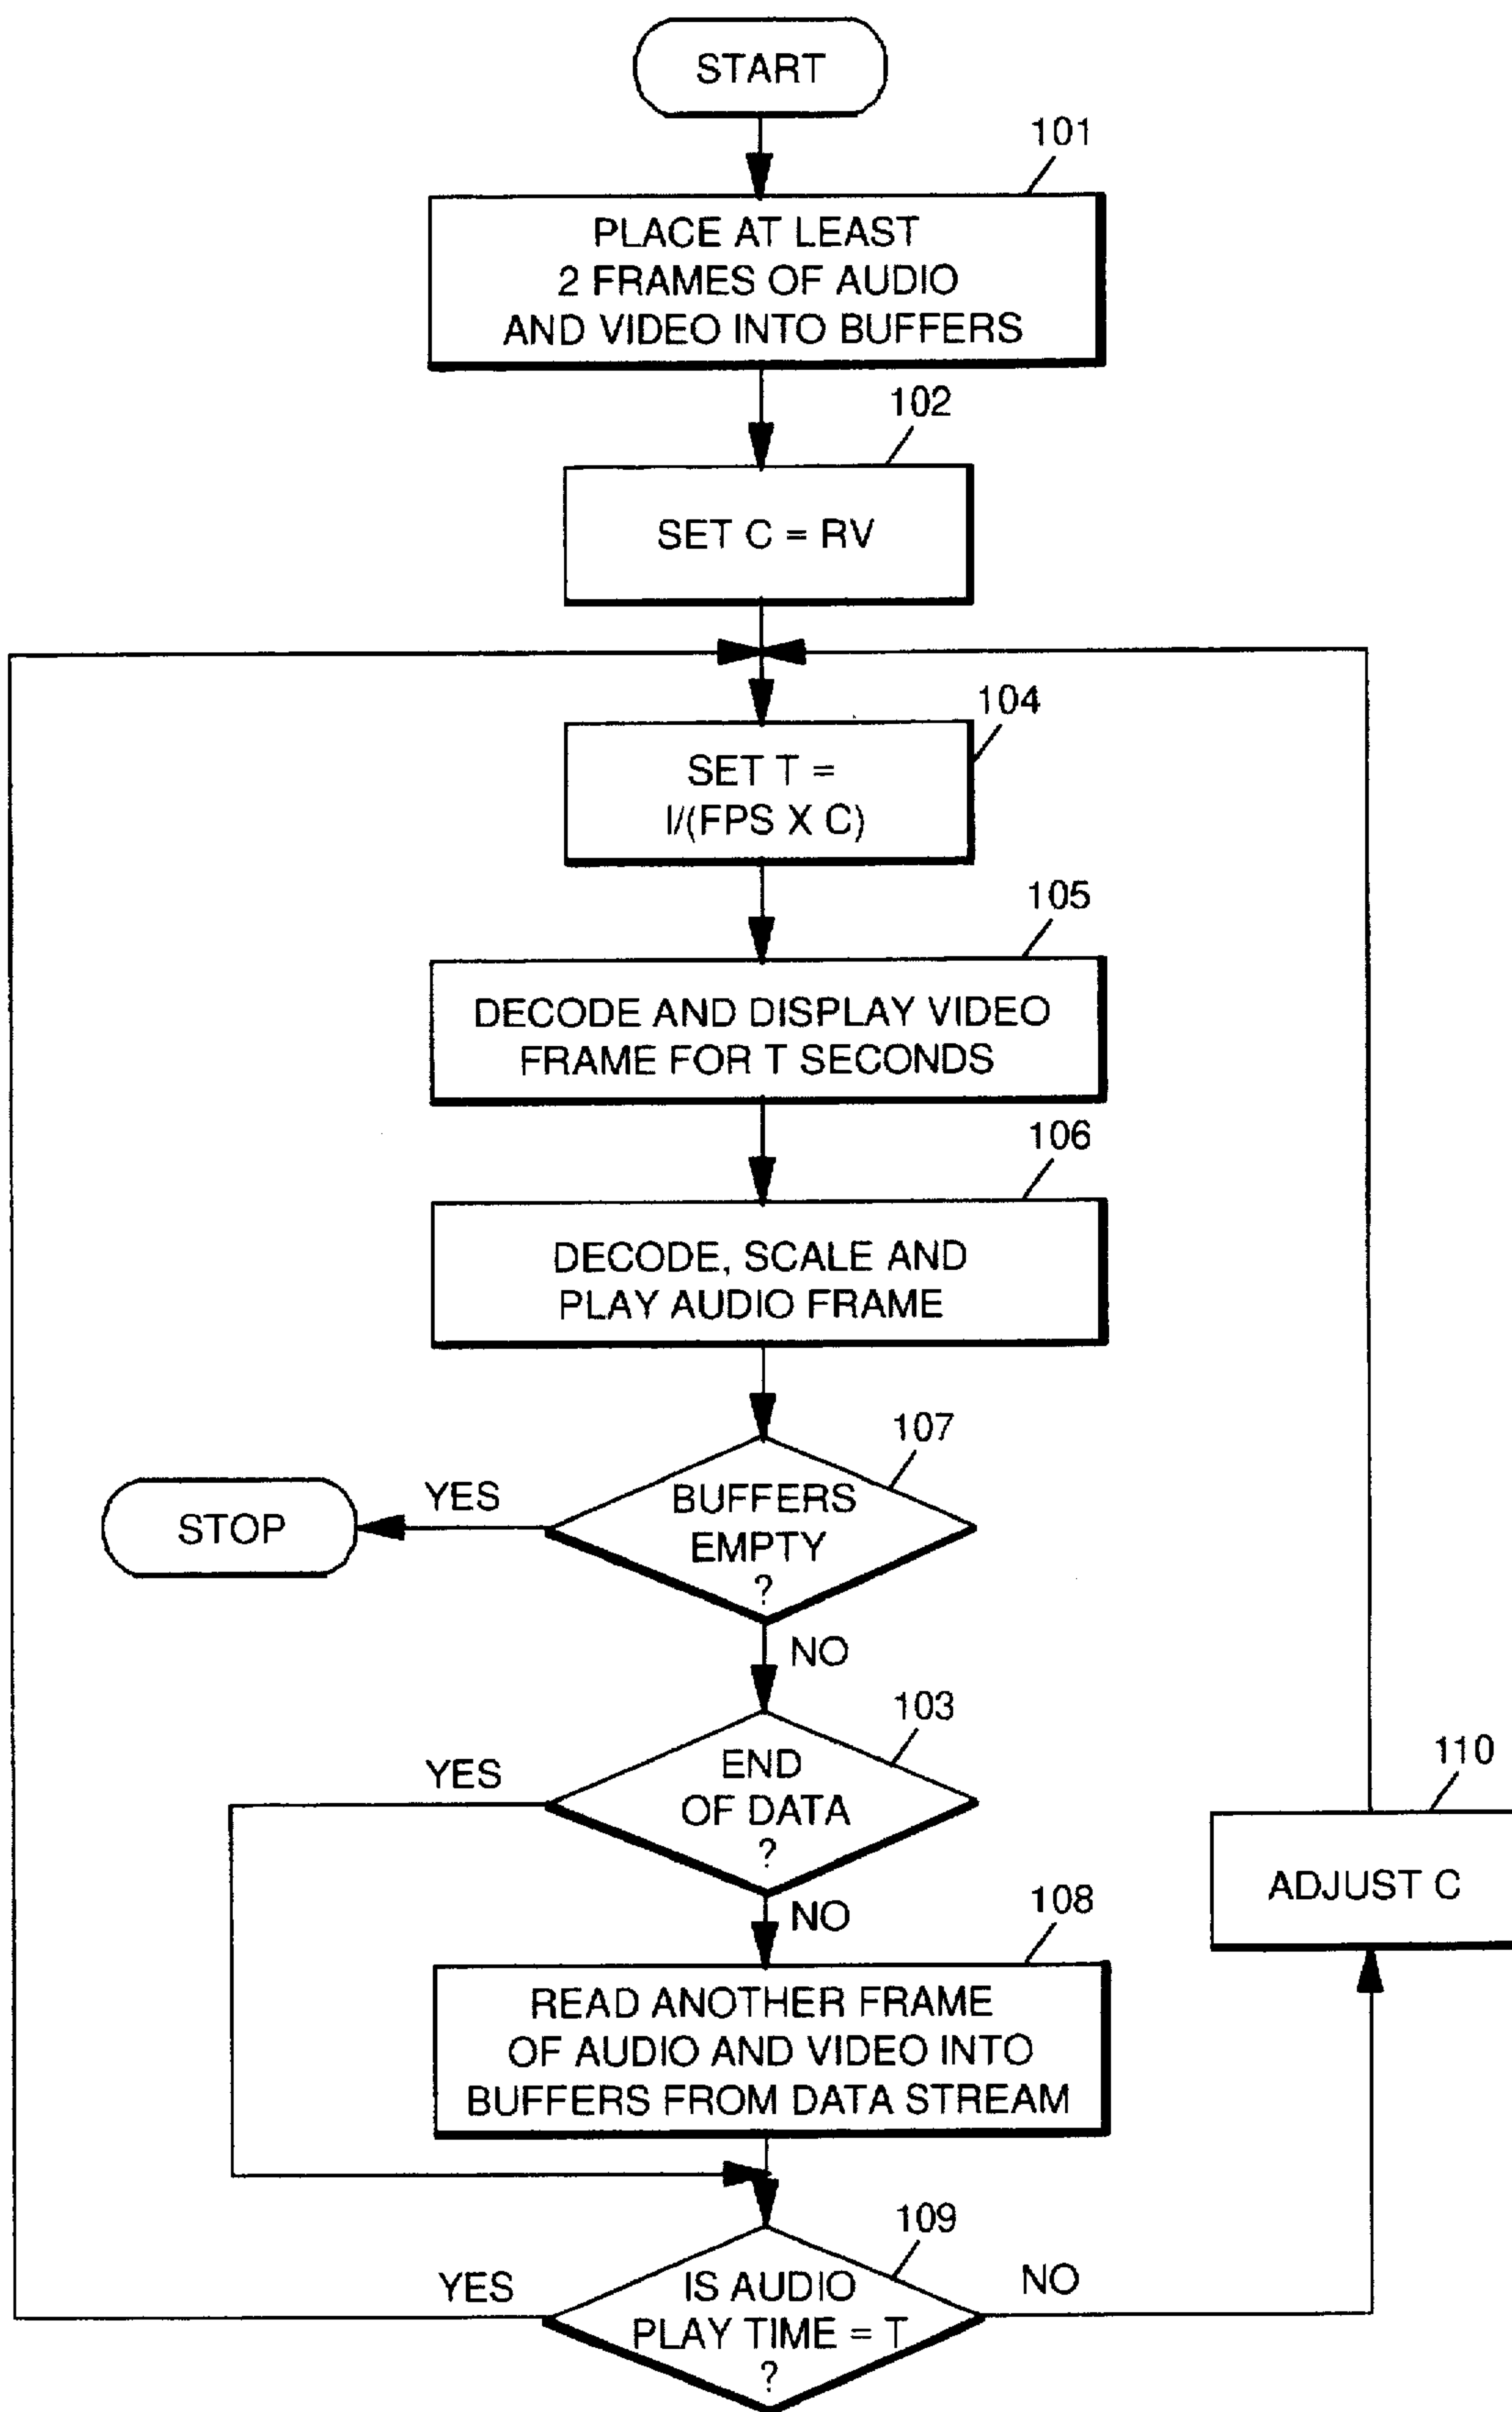 START
101
PLACE AT LEAST
2 FRAMES OF AUDIO
AND VIDEO INTO BUFFERS
102
SET C = RV
104
SET T =
I/(FPS X C)
105
DECODE AND DISPLAY VIDEO
FRAME FOR T SECONDS
106
DECODE, SCALE AND
PLAY AUDIO FRAME
107
BUFFERS
EMPTY
?
YES
STOP
NO
103
END
OF DATA
?
YES
NO
108
READ ANOTHER FRAME
OF AUDIO AND VIDEO INTO
BUFFERS FROM DATA STREAM
109
IS AUDIO
PLAY TIME = T
?
YES
NO
110
ADJUST C